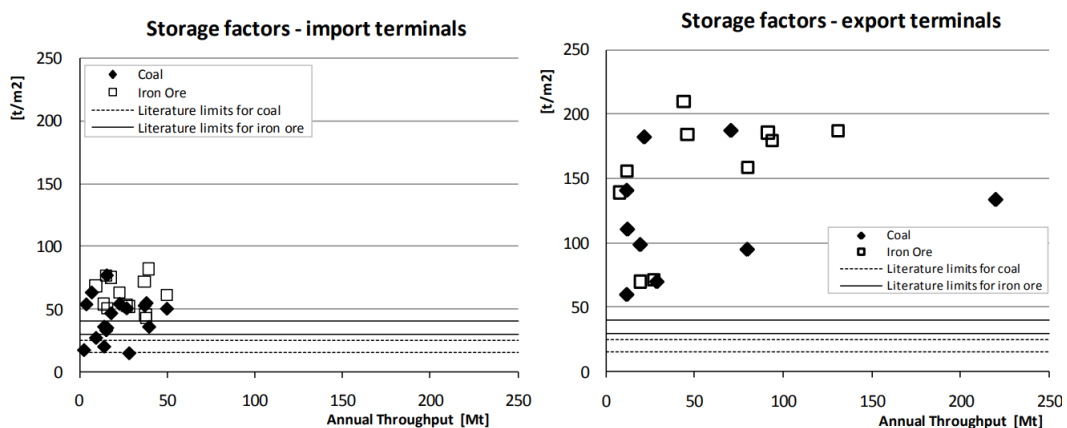 Storage factors - import terminals
[t/m2]
250
200
150
100
50
0
Coal
Iron Ore
Literature limits for coal
Literature limits for iron ore
0 50 100 150 200 250
Annual Throughput [Mt]
Storage factors - export terminals
[t/m2]
250
200
150
100
50
0
Coal
Iron Ore
Literature limits for coal
Literature limits for iron ore
0 50 100 150 200 250
Annual Throughput [Mt]